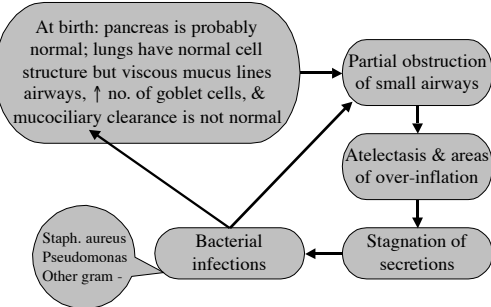 At birth: pancreas is probably
normal; lungs have normal cell
structure but viscous mucus lines
airways, ↑ no. of goblet cells, &
mucociliary clearance is not normal
Partial obstruction
of small airways
Atelectasis & areas
of over-inflation
Stagnation of
secretions
Bacterial
infections
Staph. aureus
Pseudomonas
Other gram -